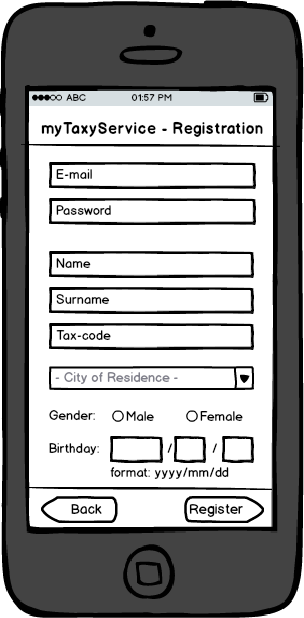 ABC 01:57 PM
myTaxyService - Registration
E-mail
Password
Name
Surname
Tax-code
- City of Residence -
Gender: Male Female
Birthday: / /
format: yyyy/mm/dd
Back Register